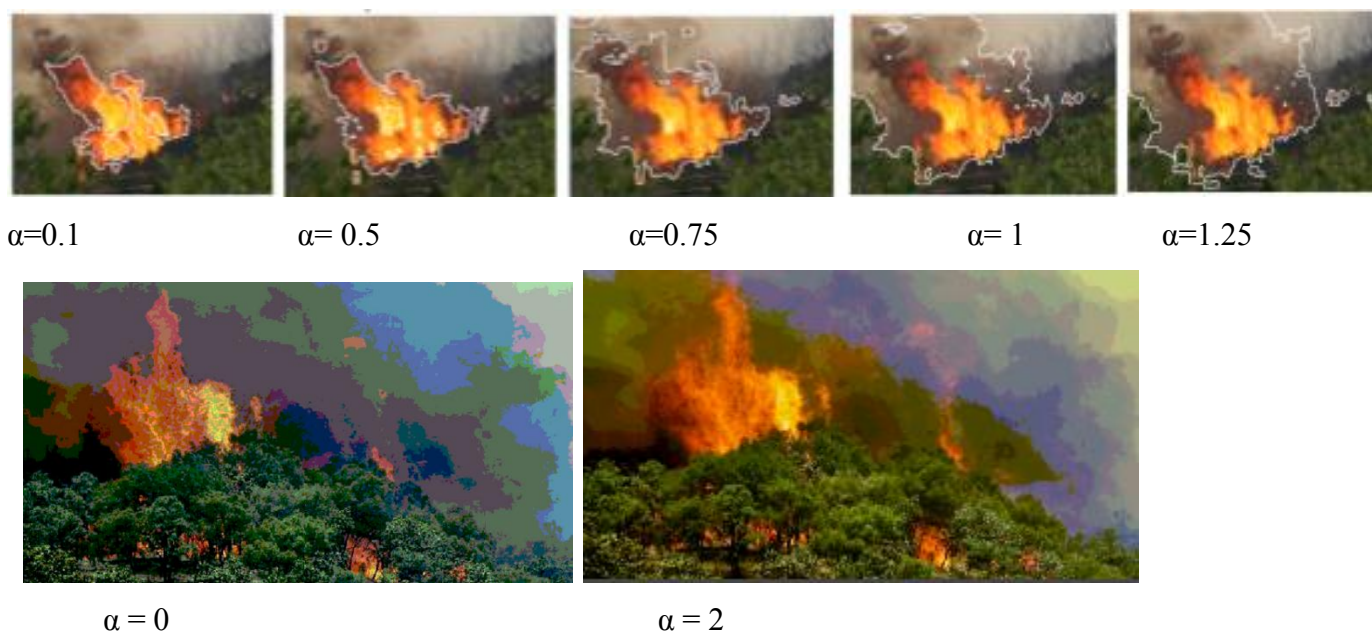 α=0.1 α= 0.5 α=0.75 α= 1 α=1.25
α = 0 α = 2